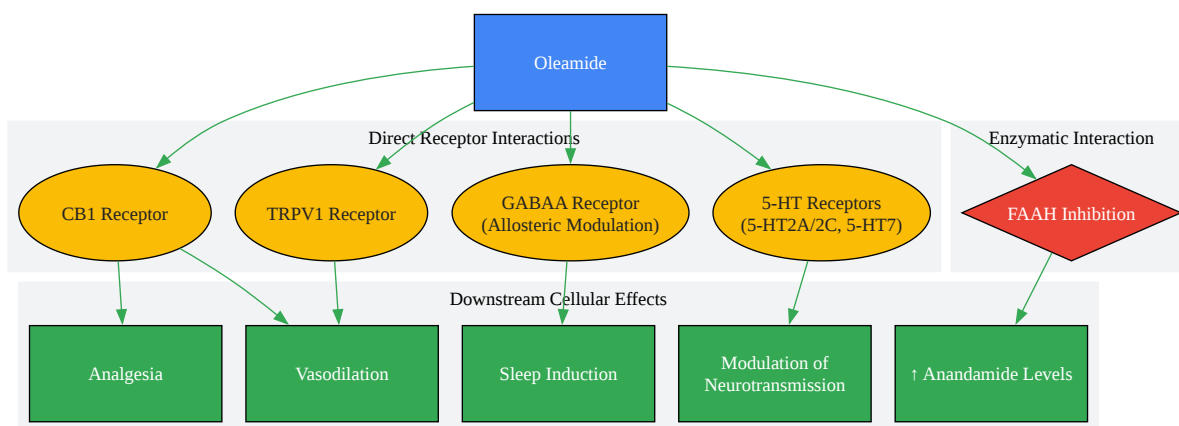 Oleamide
Direct Receptor Interactions
Enzymatic Interaction
CB1 Receptor
TRPV1 Receptor
GABAA Receptor
(Allosteric Modulation)
5-HT Receptors
(5-HT2A/2C, 5-HT7)
FAAH Inhibition
Downstream Cellular Effects
Analgesia
Vasodilation
Sleep Induction
Modulation of
Neurotransmission
↑ Anandamide Levels